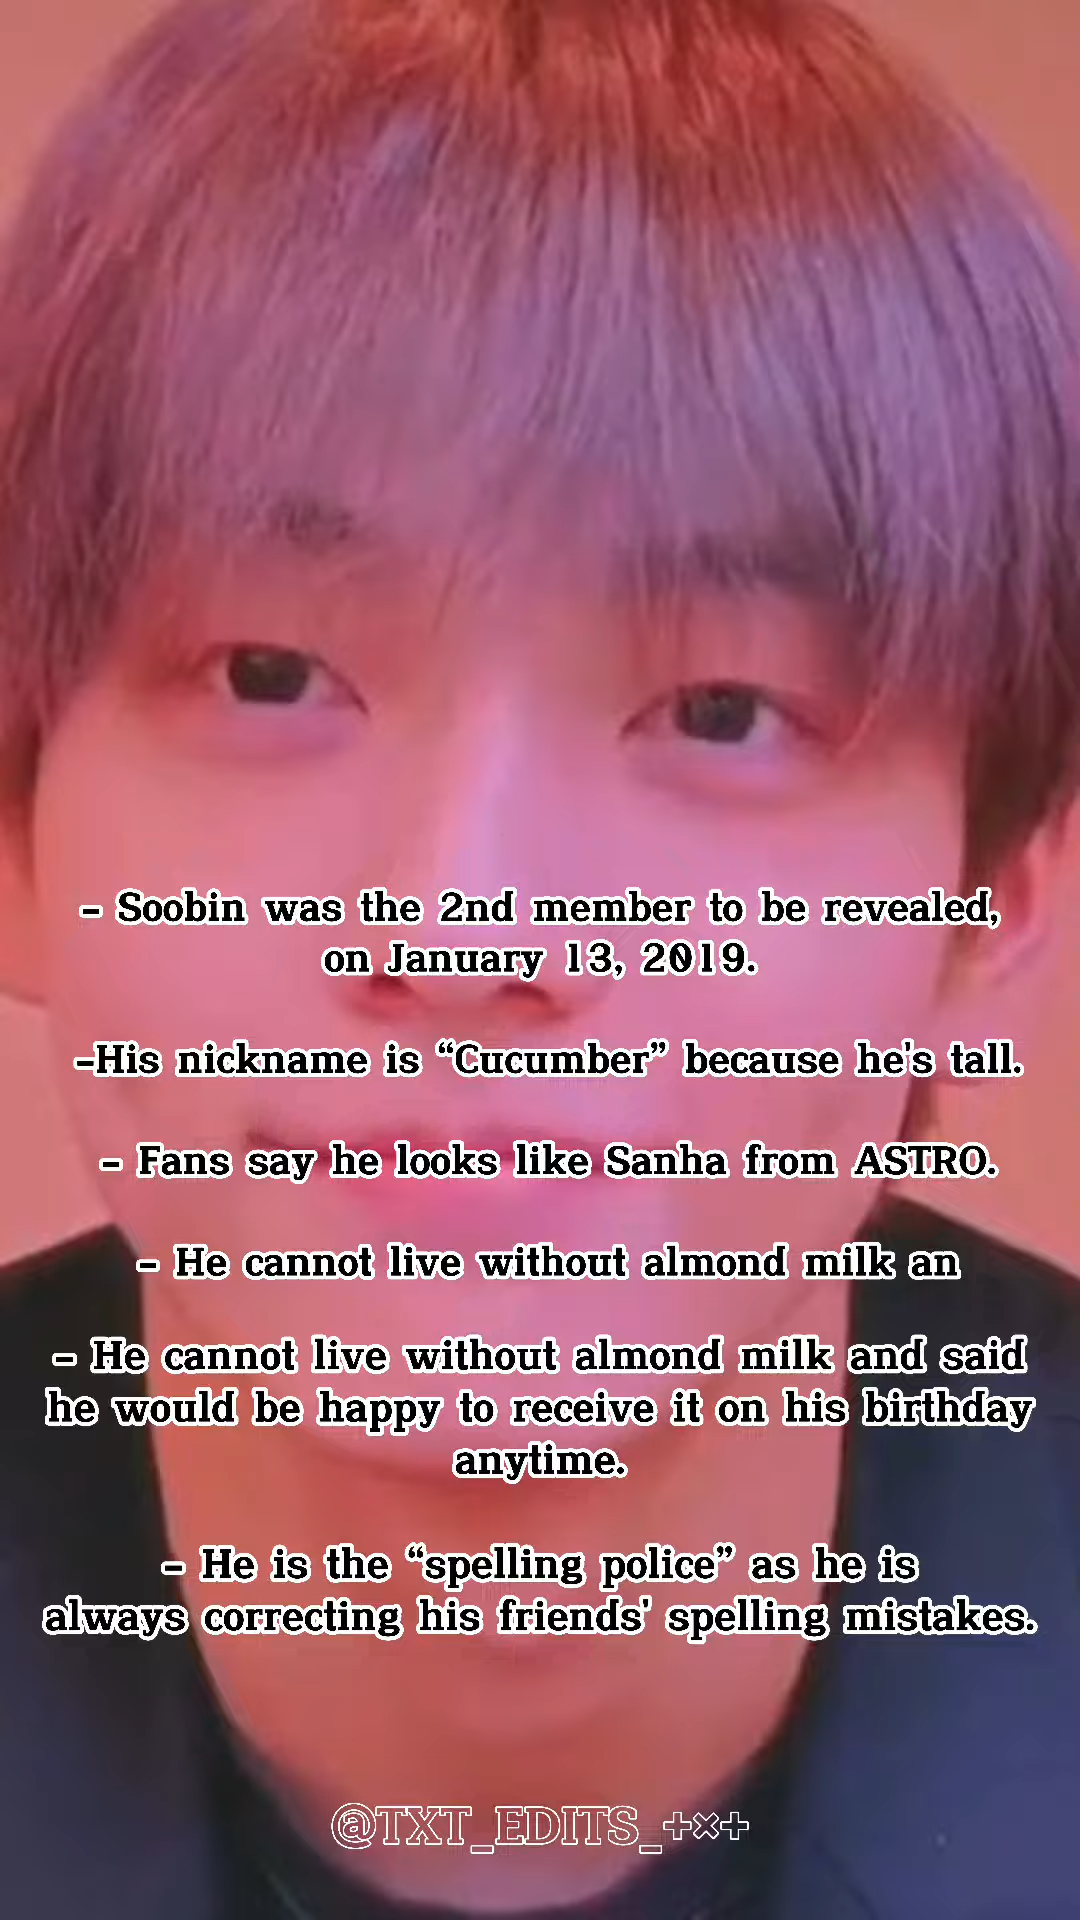 - Soobin was the 2nd member to be revealed,
on January 13, 2019.
-His nickname is “Cucumber” because he's tall.
- Fans say he looks like Sanha from ASTRO.
- He cannot live without almond milk an
- He cannot live without almond milk and said
he would be happy to receive it on his birthday
anytime.
- He is the “spelling police” as he is
always correcting his friends' spelling mistakes.
@TXT_EDITS_+×+